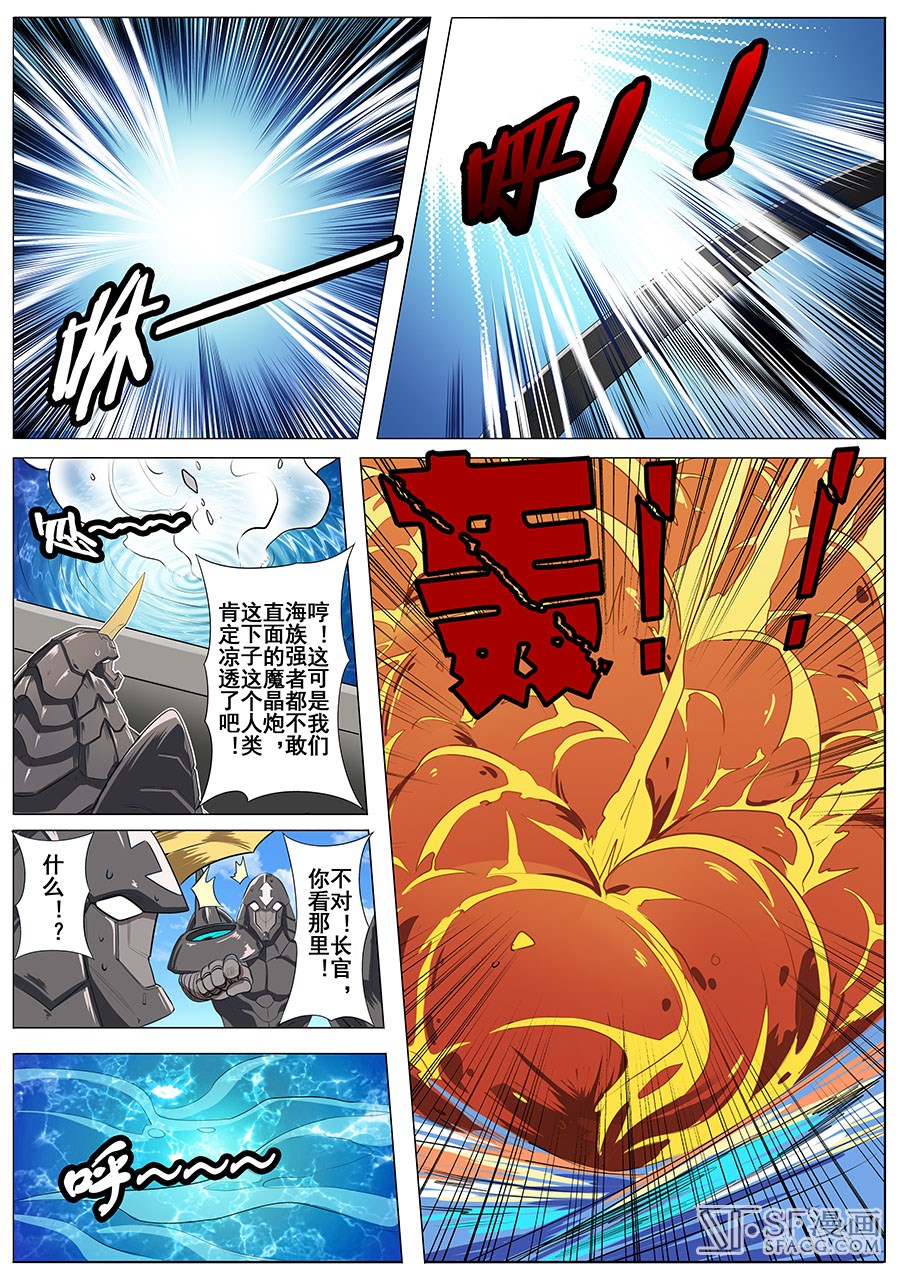 咻——
呼！！
轰！！
咚～～～
哼！这可是我们
海族强者都不敢
直面的魔晶炮，
这下子这个人类
肯定凉透了吧！
不对！长官，
你看那里！
什么！？
呼～～～～
SF漫画
SFACG.COM